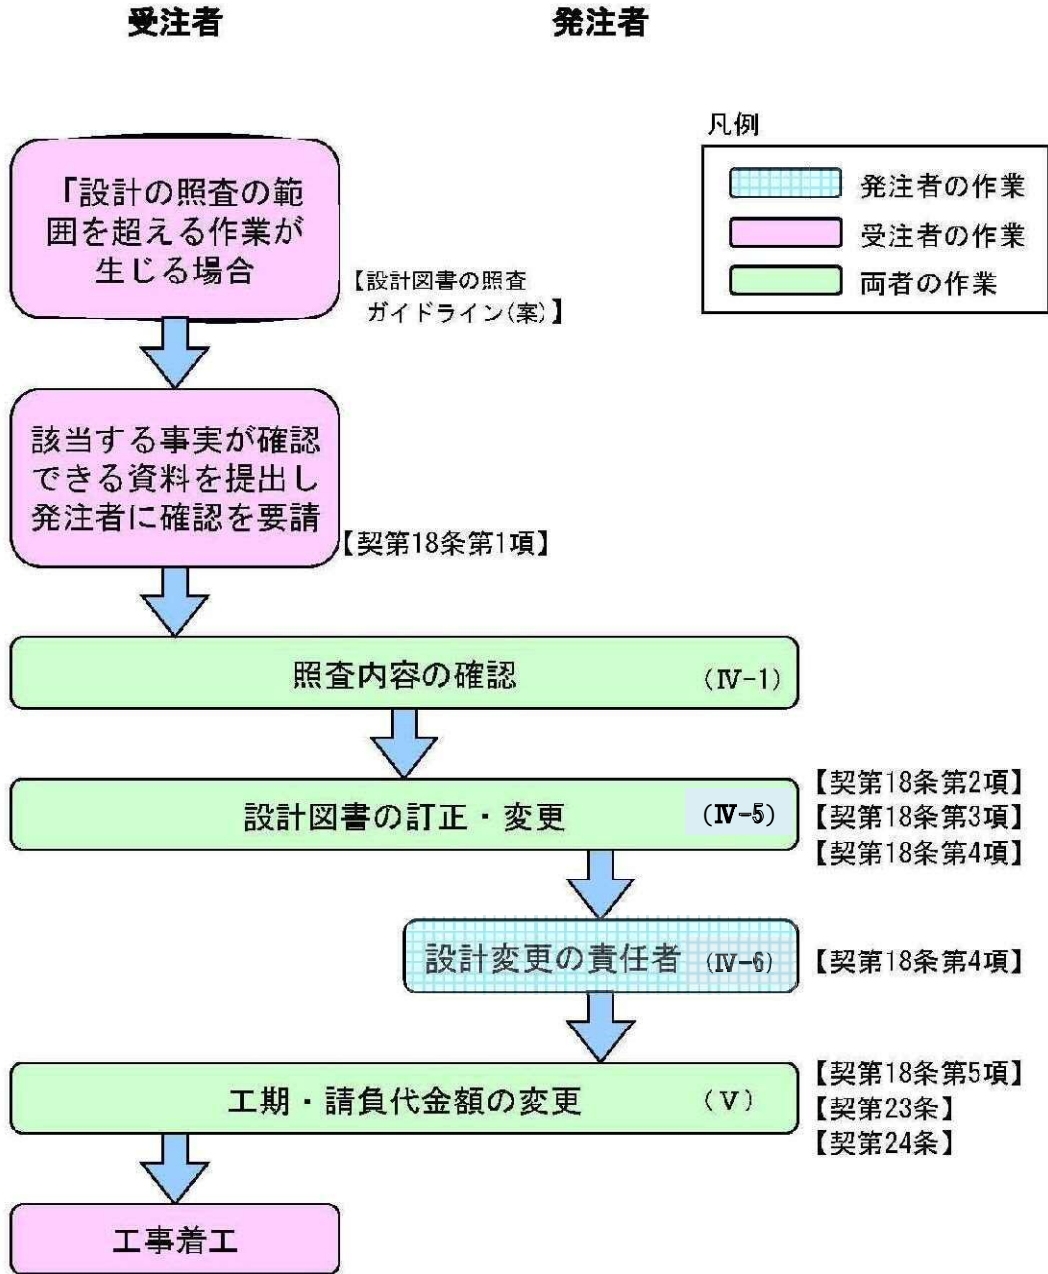 受注者
発注者
凡例
発注者の作業
受注者の作業
両者の作業
「設計の照査の範
囲を超える作業が
生じる場合
【設計図書の照査
ガイドライン(案)】
該当する事実が確認
できる資料を提出し
発注者に確認を要請
【契第18条第1項】
照査内容の確認 (Ⅳ-1)
設計図書の訂正・変更 (Ⅳ-5)
【契第18条第2項】
【契第18条第3項】
【契第18条第4項】
設計変更の責任者 (Ⅳ-6)
【契第18条第4項】
工期・請負代金額の変更 (Ⅴ)
【契第18条第5項】
【契第23条】
【契第24条】
工事着工